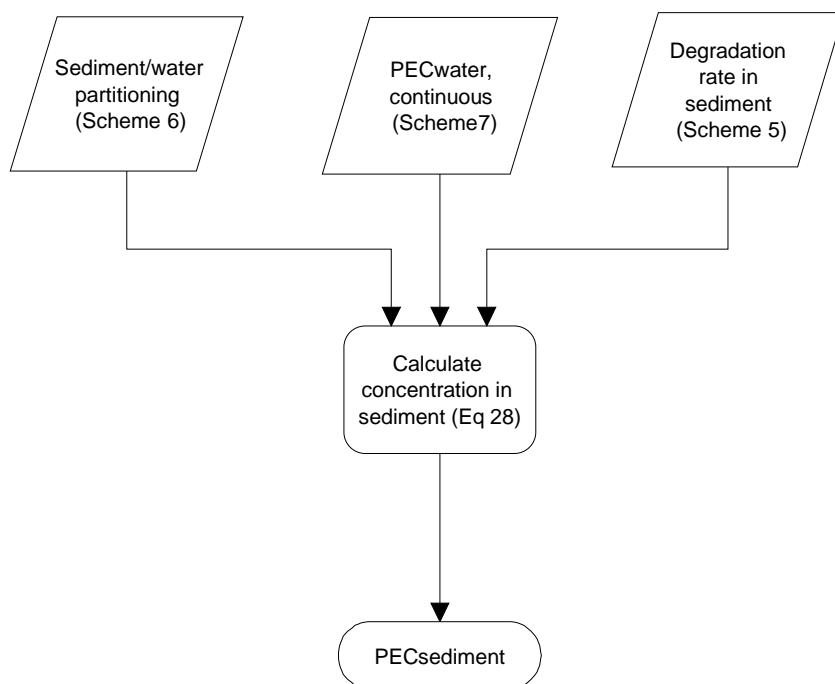 Sediment/water
partitioning
(Scheme 6)
PECwater,
continuous
(Scheme7)
Degradation
rate in
sediment
(Scheme 5)
Calculate
concentration in
sediment (Eq 28)
PECsediment